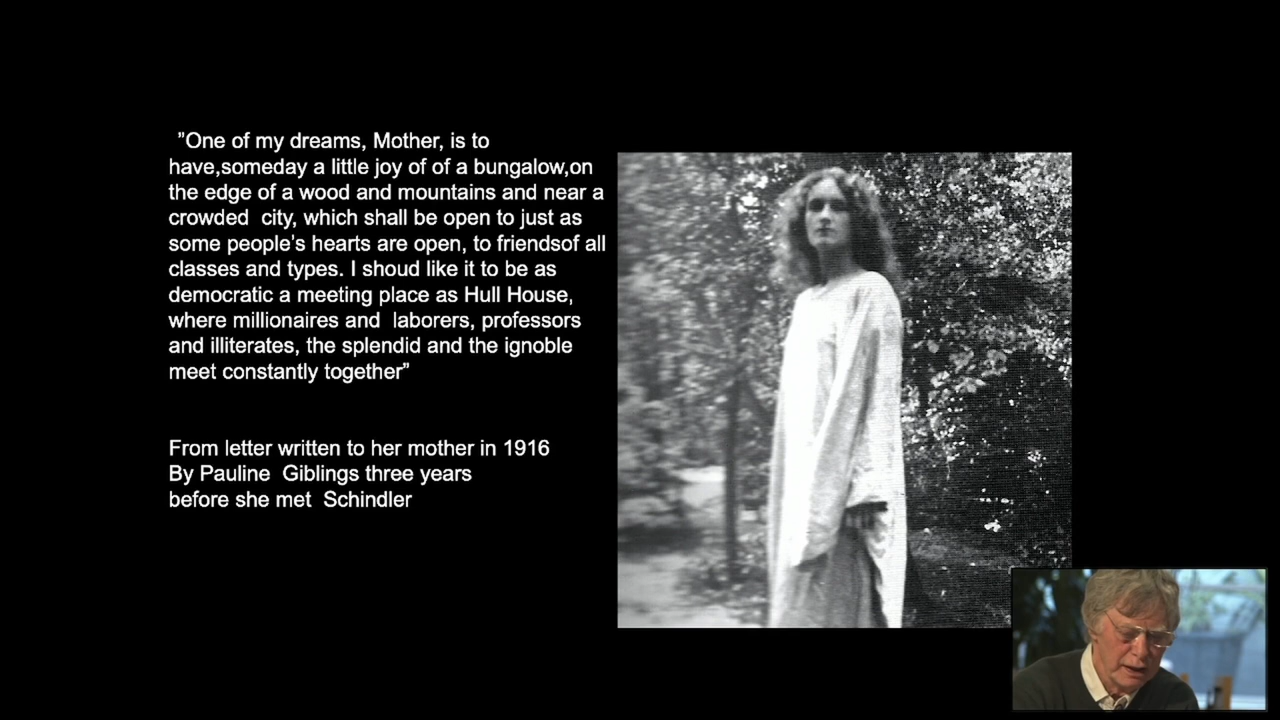 ”One of my dreams, Mother, is to
have,someday a little joy of of a bungalow,on
the edge of a wood and mountains and near a
crowded  city, which shall be open to just as
some people's hearts are open, to friendsof all
classes and types. I shoud like it to be as
democratic a meeting place as Hull House,
where millionaires and  laborers, professors
and illiterates, the splendid and the ignoble
meet constantly together”
From letter written to her mother in 1916
By Pauline  Giblings three years
before she met  Schindler